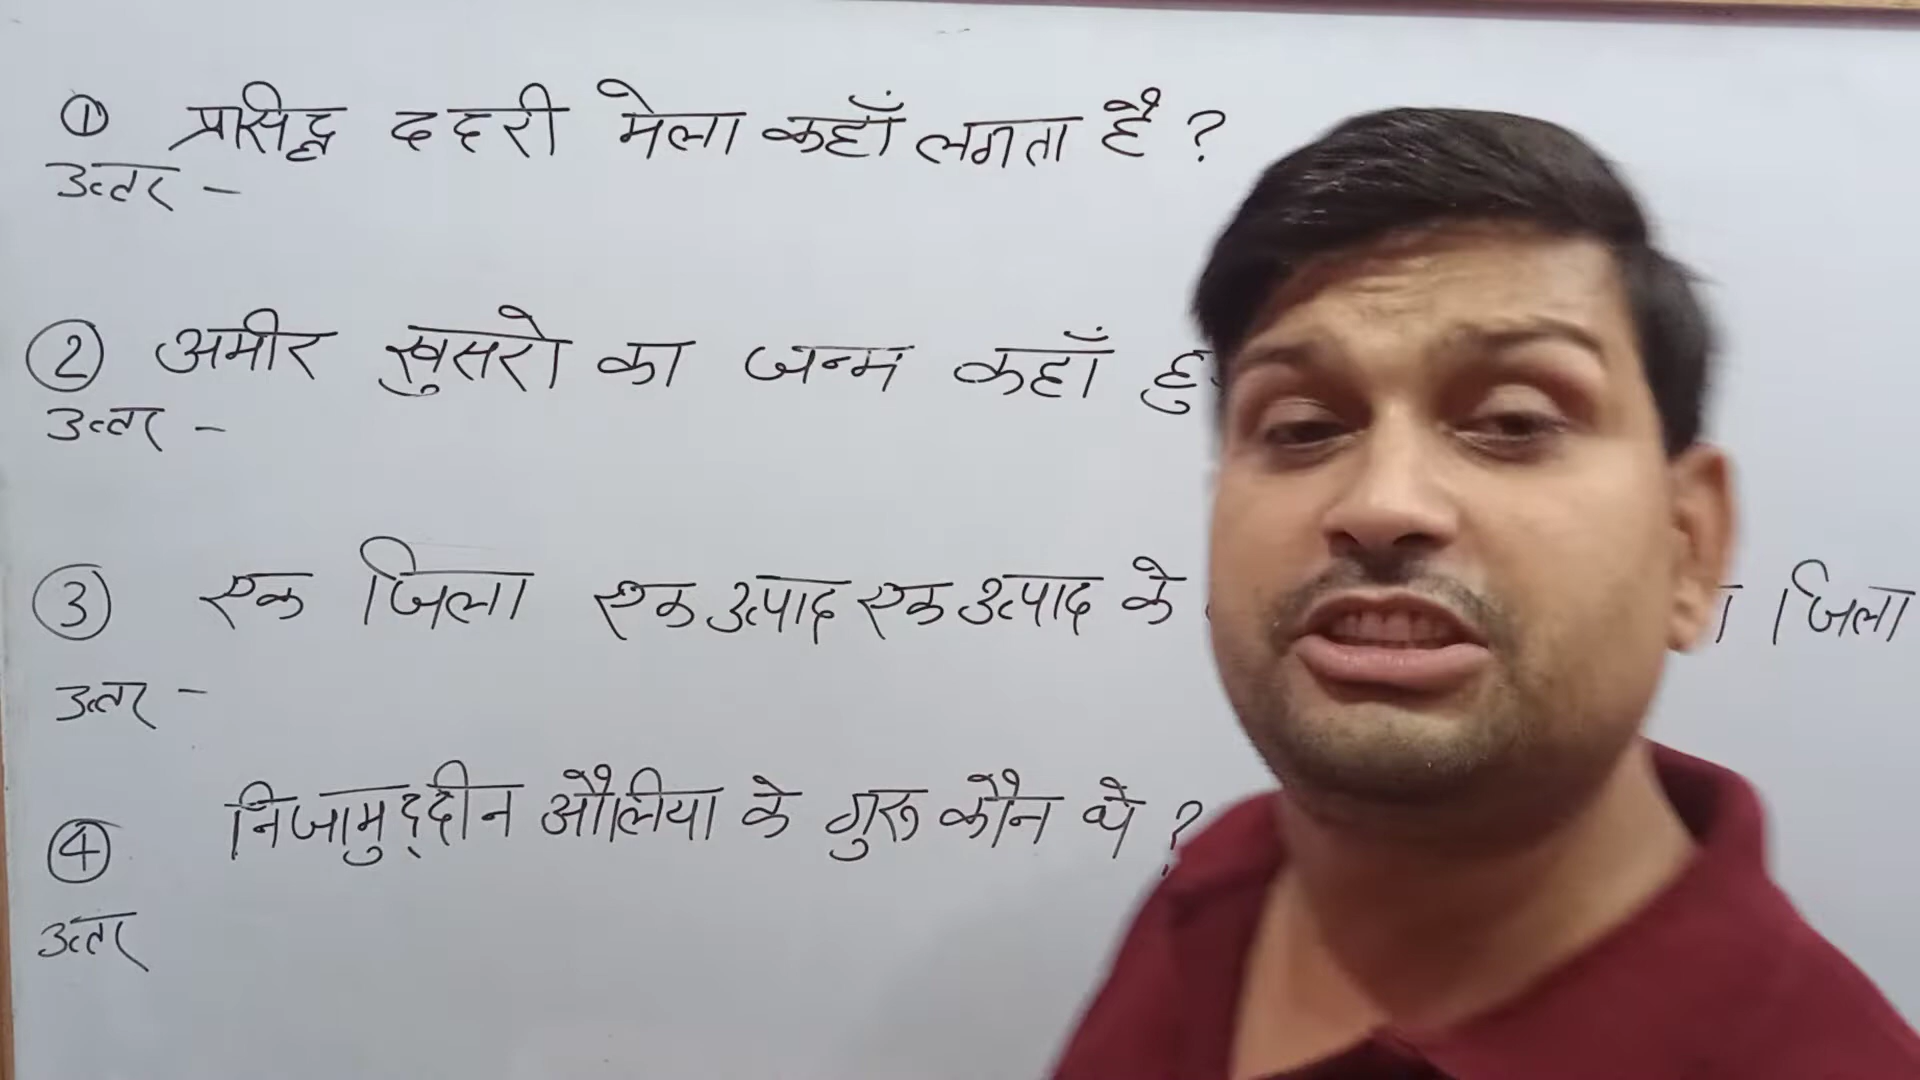 ① प्रसिद्ध ददरी मेला कहाँ लगता है ?
उत्तर -
② अमीर खुसरो का जन्म कहाँ
उत्तर -
③ एक जिला एक उत्पाद एक उत्पाद के जिला
उत्तर -
④ निजामुद्दीन औलिया के गुरू कौन थे ?
उत्तर